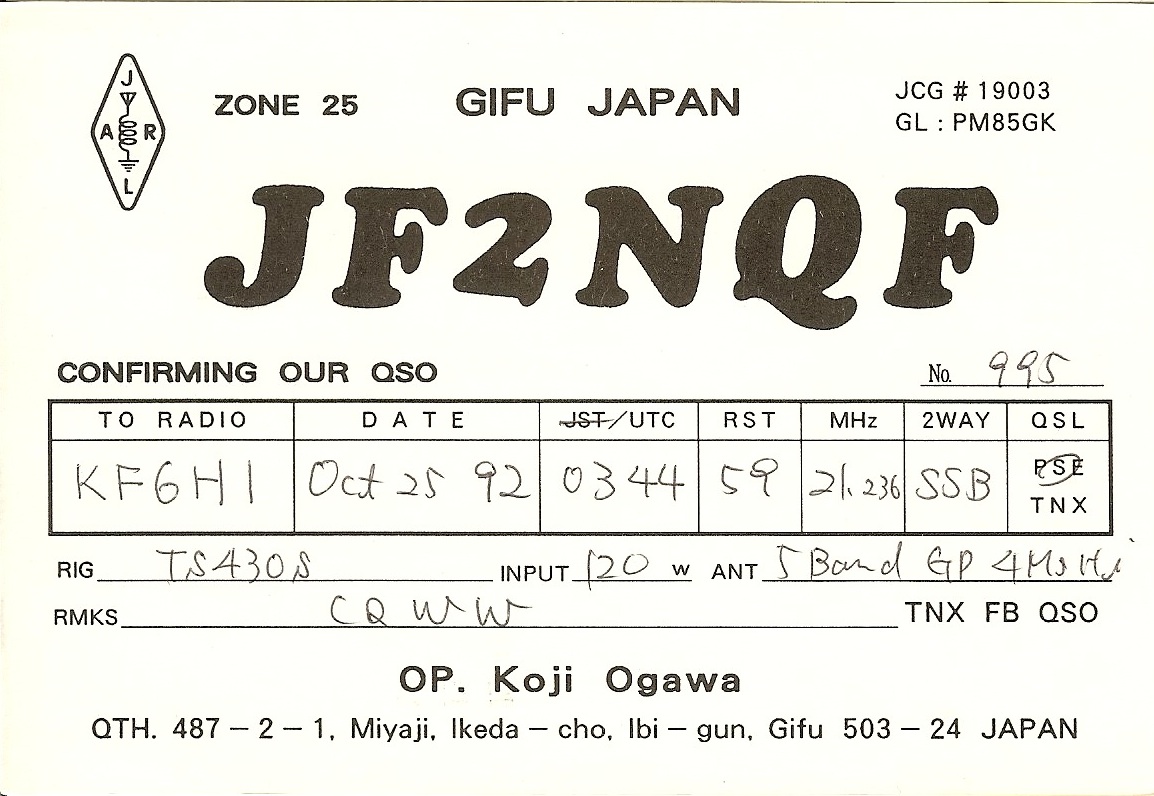 J
A R
L
ZONE 25 GIFU JAPAN JCG # 19003
GL : PM85GK
JF2NQF
CONFIRMING OUR QSO No. 995
TO RADIO DATE JST/UTC RST MHz 2WAY QSL
KF6HI Oct 25 92 0344 59 21.236 SSB PSE
TNX
RIG TS430S INPUT 120 W ANT 5 Band GP 4Ms Hi
RMKS CQ WW TNX FB QSO
OP. Koji Ogawa
QTH. 487 – 2 – 1, Miyaji, Ikeda – cho, Ibi – gun, Gifu 503 – 24 JAPAN